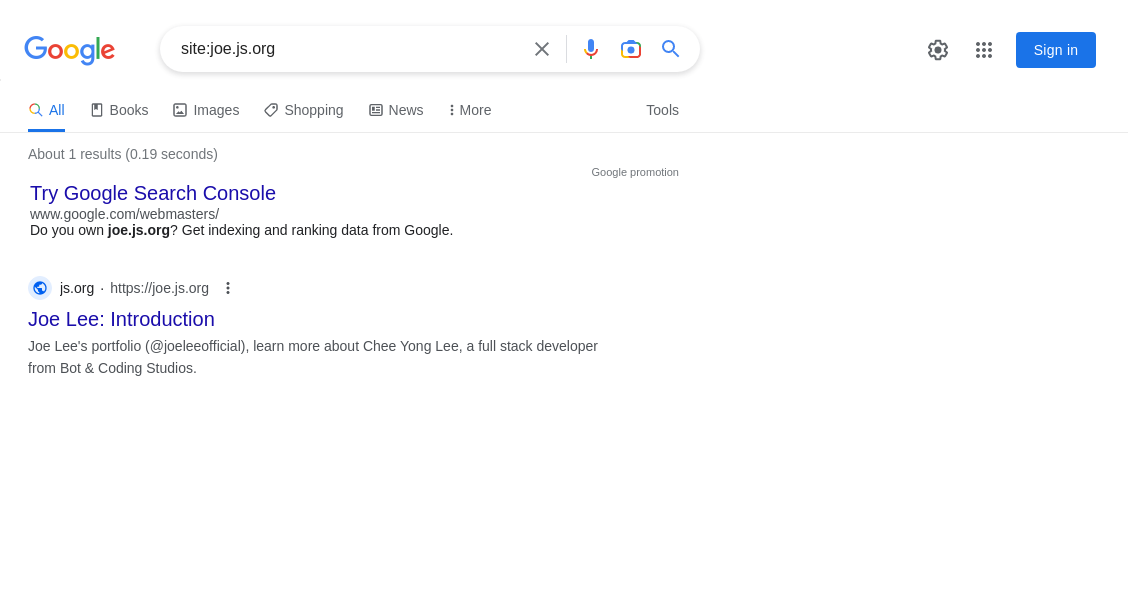 Google
site:joe.js.org
Sign in
All Books Images Shopping News More Tools
About 1 results (0.19 seconds)
Google promotion
Try Google Search Console
www.google.com/webmasters/
Do you own joe.js.org? Get indexing and ranking data from Google.
js.org · https://joe.js.org
Joe Lee: Introduction
Joe Lee's portfolio (@joeleeofficial), learn more about Chee Yong Lee, a full stack developer
from Bot & Coding Studios.